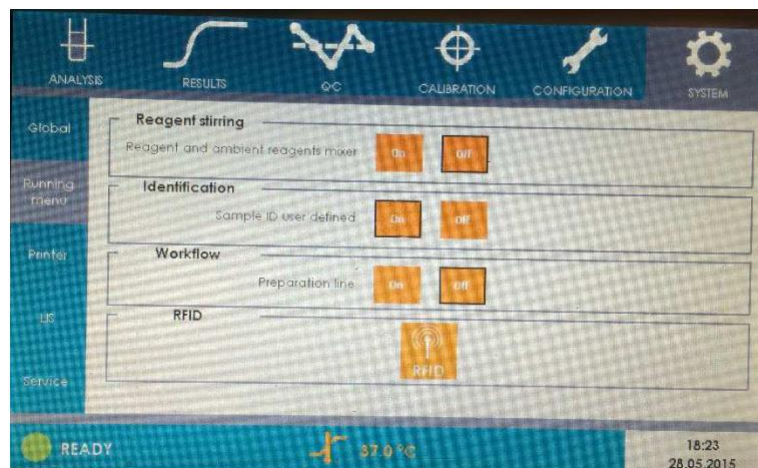 ANALYSIS
RESULTS
QC
CALIBRATION
CONFIGURATION
SYSTEM
Global
Running menu
Printer
LIS
Service
Reagent stirring
Reagent and ambient reagents mixer
On
Off
Identification
Sample ID user defined
On
Off
Workflow
Preparation line
On
Off
RFID
RFID
READY
37.0 °C
18:23
28.05.2015